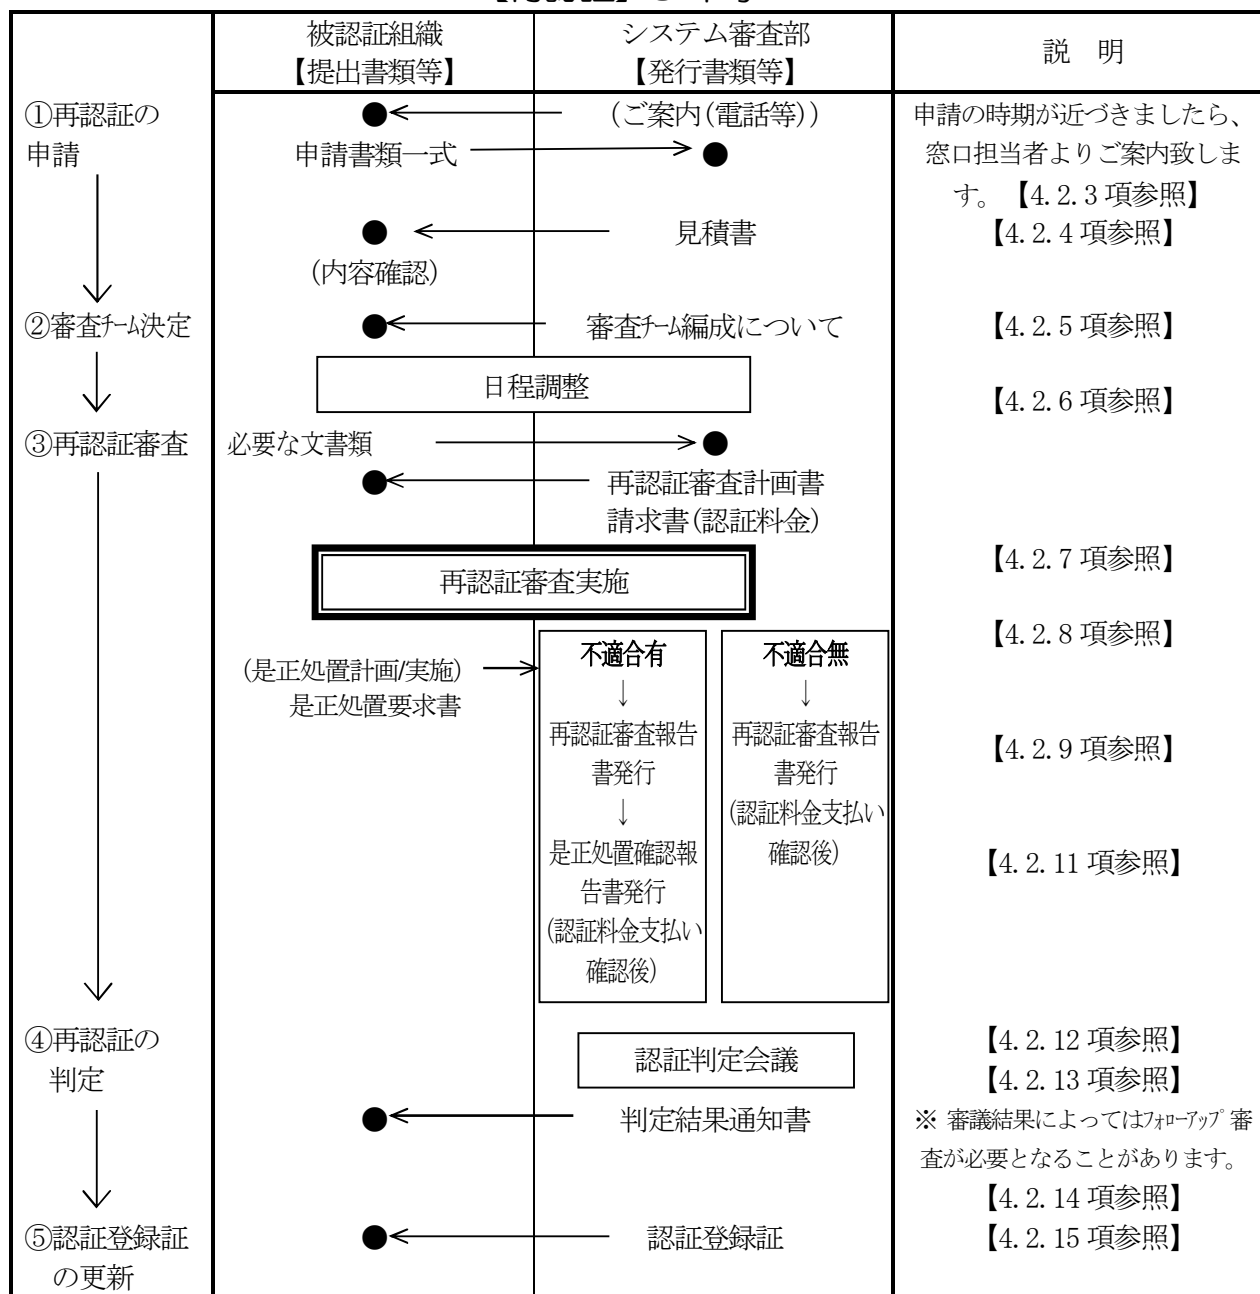 被認証組織
【提出書類等】
システム審査部
【発行書類等】
説　明
①再認証の
申請
(ご案内(電話等))
申請書類一式
申請の時期が近づきましたら、
窓口担当者よりご案内致しま
す。【4.2.3 項参照】
見積書
(内容確認)
【4.2.4 項参照】
②審査ﾁｰﾑ決定
審査ﾁｰﾑ編成について
【4.2.5 項参照】
日程調整
【4.2.6 項参照】
③再認証審査
必要な文書類
再認証審査計画書
請求書(認証料金)
再認証審査実施
【4.2.7 項参照】
【4.2.8 項参照】
(是正処置計画/実施)
是正処置要求書
不適合有
↓
再認証審査報告
書発行
↓
是正処置確認報
告書発行
(認証料金支払い
確認後)
不適合無
↓
再認証審査報告
書発行
(認証料金支払い
確認後)
【4.2.9 項参照】
【4.2.11 項参照】
④再認証の
判定
認証判定会議
【4.2.12 項参照】
【4.2.13 項参照】
判定結果通知書
※ 審議結果によってはﾌｫﾛｰｱｯﾌﾟ審
査が必要となることがあります。
【4.2.14 項参照】
⑤認証登録証
の更新
認証登録証
【4.2.15 項参照】